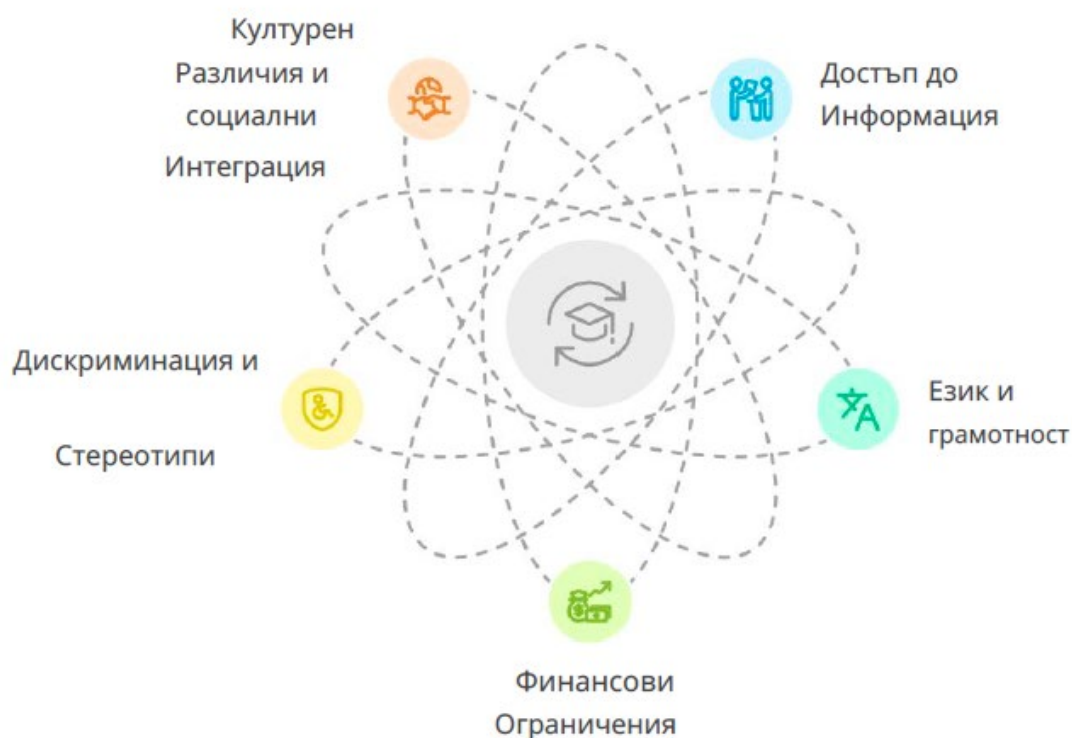 Културен
Различия и
социални
Интеграция
Достъп до
Информация
Дискриминация и
Стереотипи
Език и
грамотност
Финансови
Ограничения